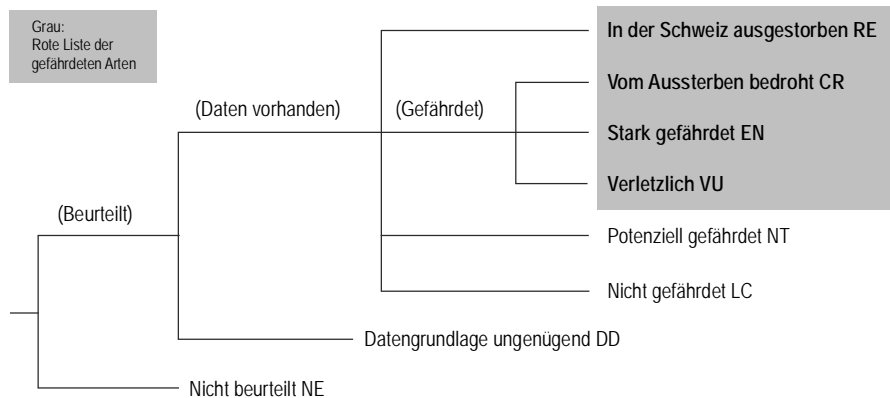 Grau:
Rote Liste der
gefährdeten Arten
In der Schweiz ausgestorben RE
Vom Aussterben bedroht CR
(Daten vorhanden)
(Gefährdet)
Stark gefährdet EN
Verletzlich VU
(Beurteilt)
Potenziell gefährdet NT
Nicht gefährdet LC
Datengrundlage ungenügend DD
Nicht beurteilt NE